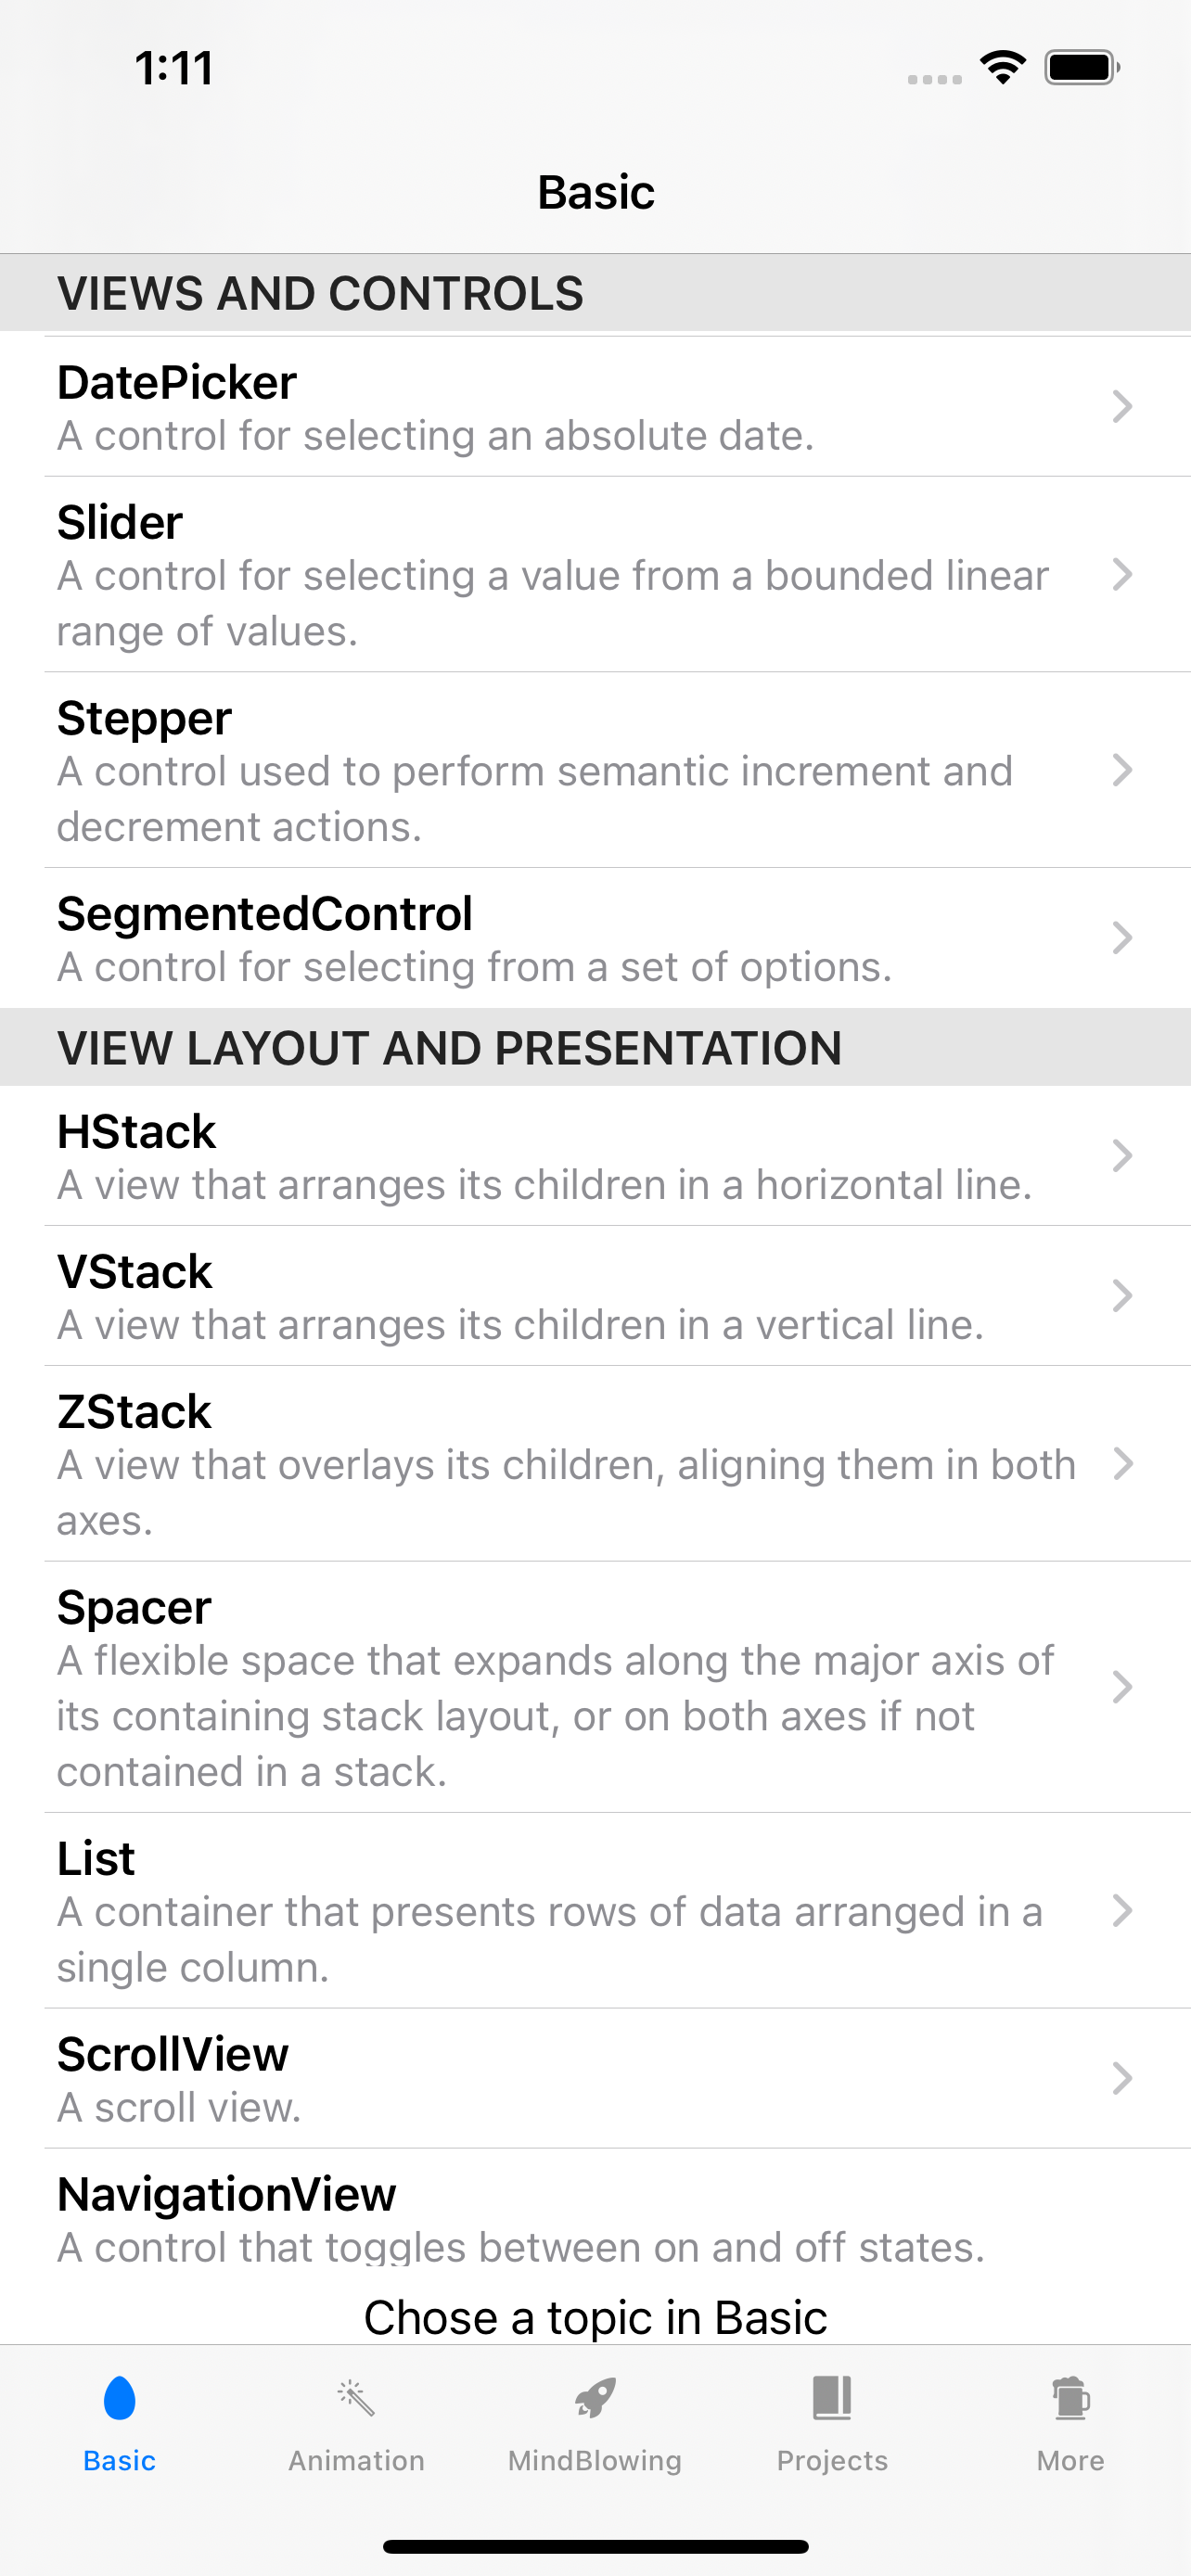 1:11
Basic
VIEWS AND CONTROLS
DatePicker
A control for selecting an absolute date.
Slider
A control for selecting a value from a bounded linear
range of values.
Stepper
A control used to perform semantic increment and
decrement actions.
SegmentedControl
A control for selecting from a set of options.
VIEW LAYOUT AND PRESENTATION
HStack
A view that arranges its children in a horizontal line.
VStack
A view that arranges its children in a vertical line.
ZStack
A view that overlays its children, aligning them in both
axes.
Spacer
A flexible space that expands along the major axis of
its containing stack layout, or on both axes if not
contained in a stack.
List
A container that presents rows of data arranged in a
single column.
ScrollView
A scroll view.
NavigationView
A control that toggles between on and off states.
Chose a topic in Basic
Basic Animation MindBlowing Projects More